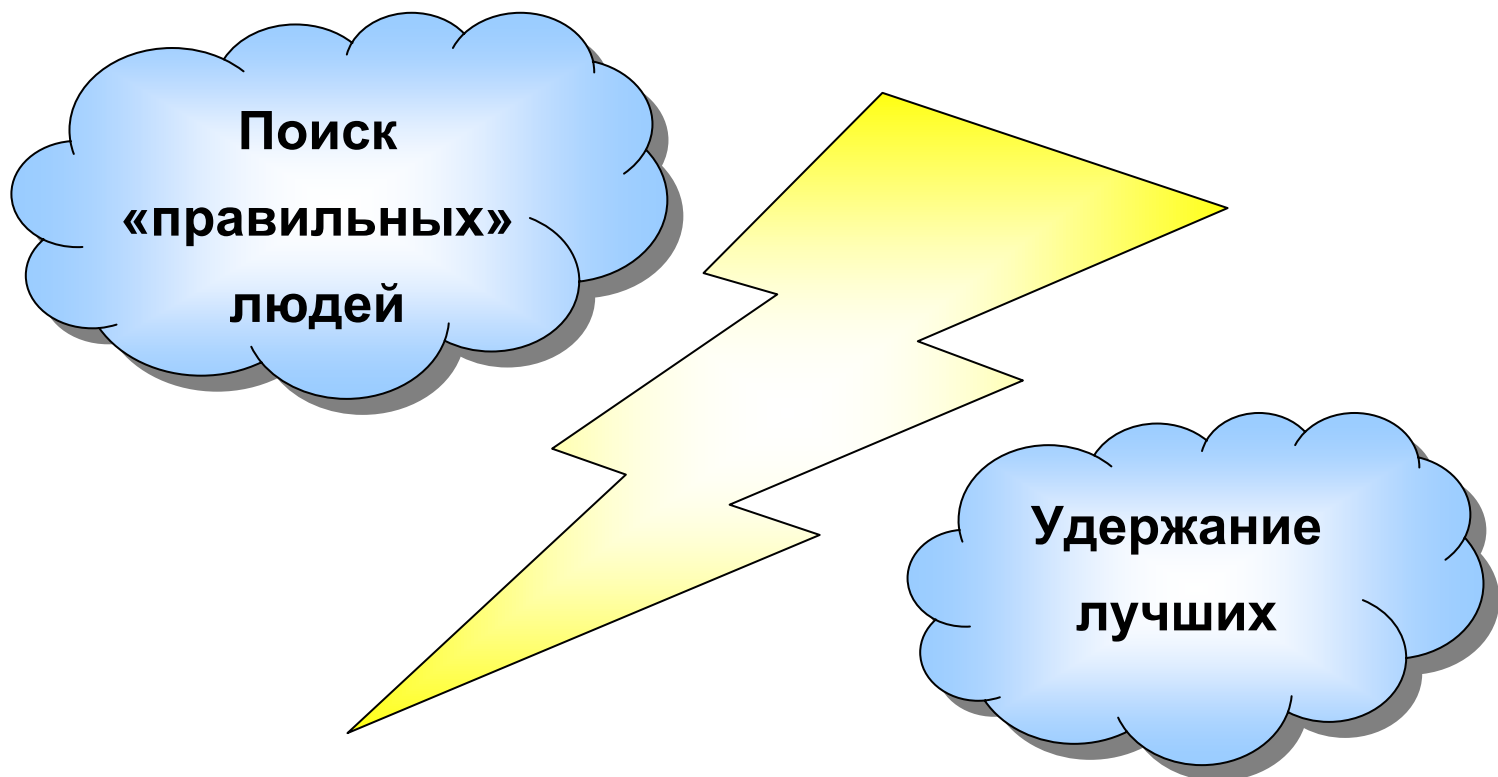 Поиск
«правильных»
людей
Удержание
лучших